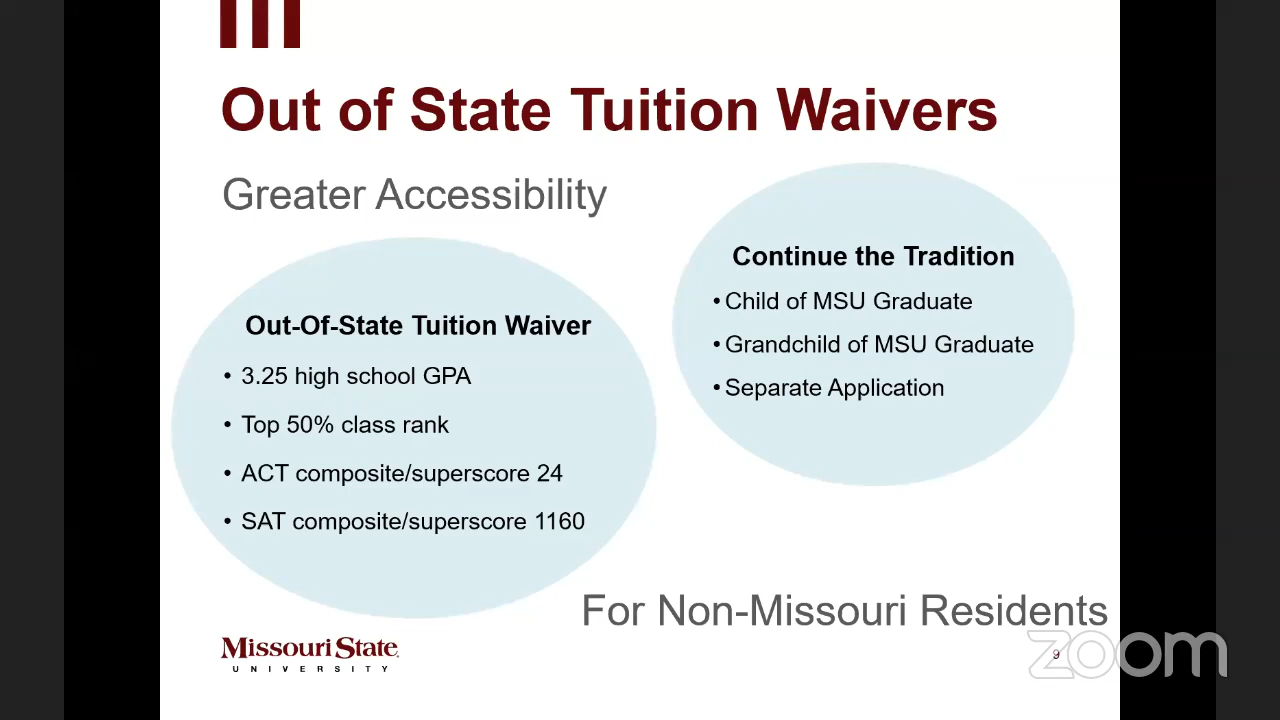 Out of State Tuition Waivers
Greater Accessibility
Out-Of-State Tuition Waiver
• 3.25 high school GPA
• Top 50% class rank
• ACT composite/superscore 24
• SAT composite/superscore 1160
Continue the Tradition
• Child of MSU Graduate
• Grandchild of MSU Graduate
• Separate Application
For Non-Missouri Residents
Missouri State
UNIVERSITY
9
zoom